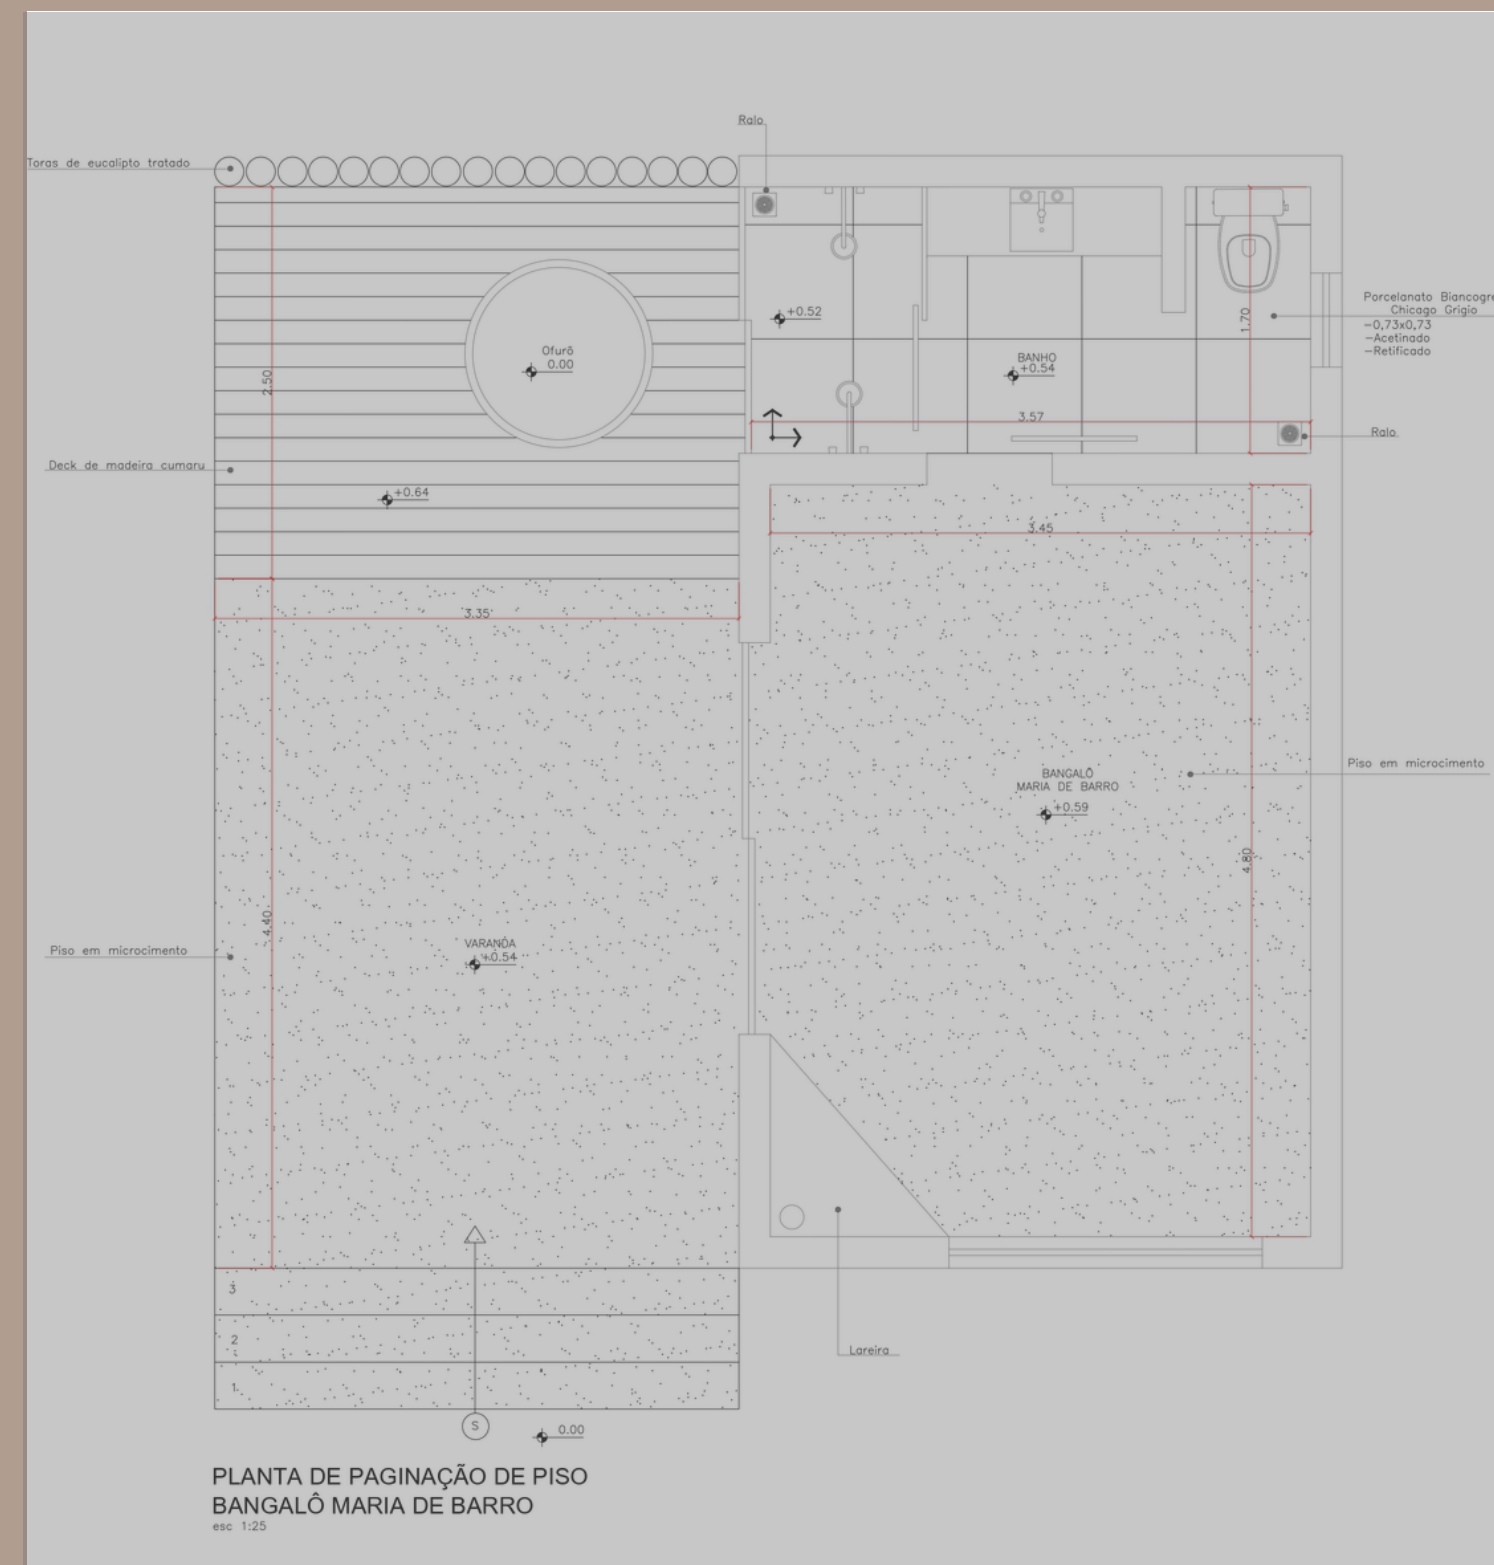 Ralo
Toras de eucalipto tratado
+0.52
Ofurô
0.00
1.70
Porcelanato Biancogre
Chicago Grigio
-0,73x0,73
-Acetinado
-Retificado
BANHO
+0.54
2.50
3.57
Ralo
Deck de madeira cumaru
+0.64
3.45
3.35
Piso em microcimento
BANGALÔ
MARIA DE BARRO
+0.59
4.80
4.40
VARANDA
+0.54
Piso em microcimento
3
2
1
Lareira
S
0.00
PLANTA DE PAGINAÇÃO DE PISO
BANGALÔ MARIA DE BARRO
esc 1:25